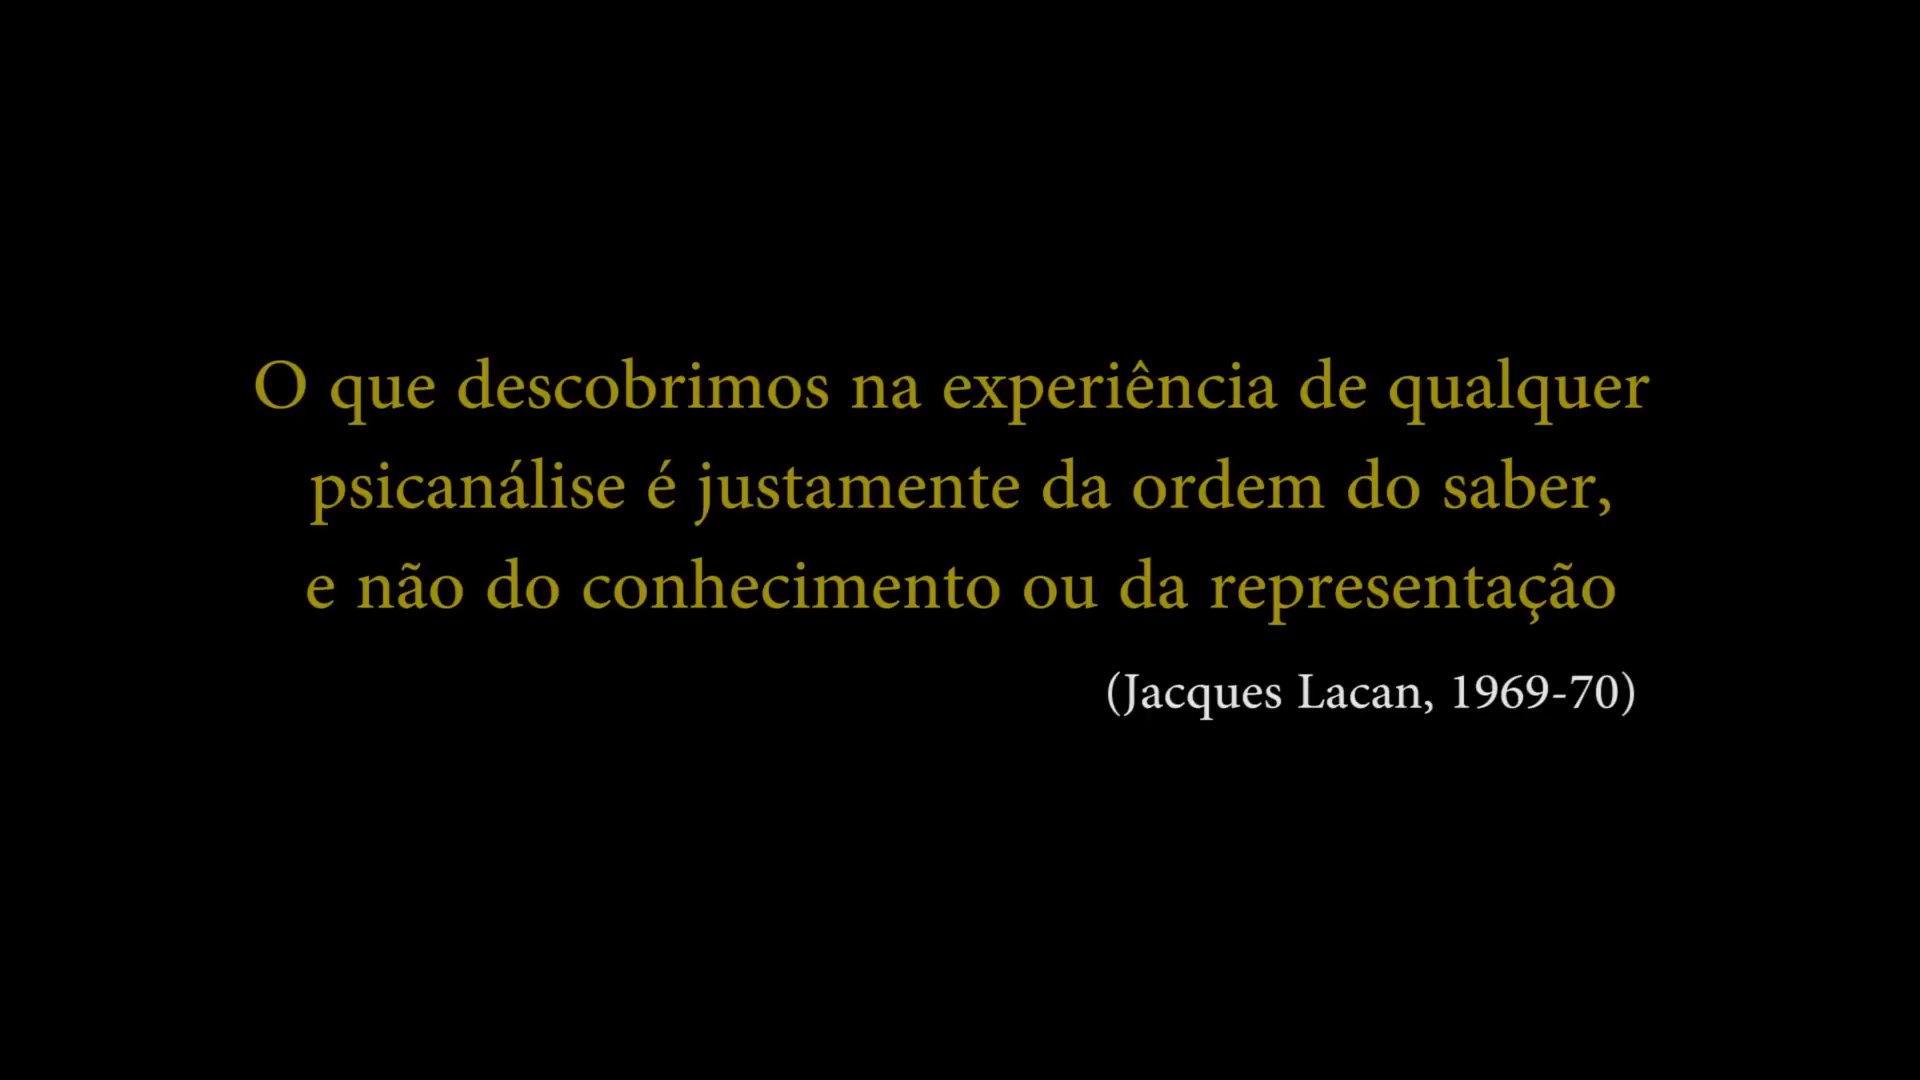 O que descobrimos na experiência de qualquer
psicanálise é justamente da ordem do saber,
e não do conhecimento ou da representação
(Jacques Lacan, 1969-70)